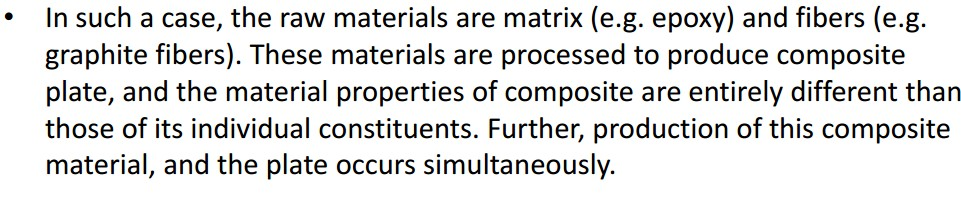 • In such a case, the raw materials are matrix (e.g. epoxy) and fibers (e.g.
graphite fibers). These materials are processed to produce composite
plate, and the material properties of composite are entirely different than
those of its individual constituents. Further, production of this composite
material, and the plate occurs simultaneously.